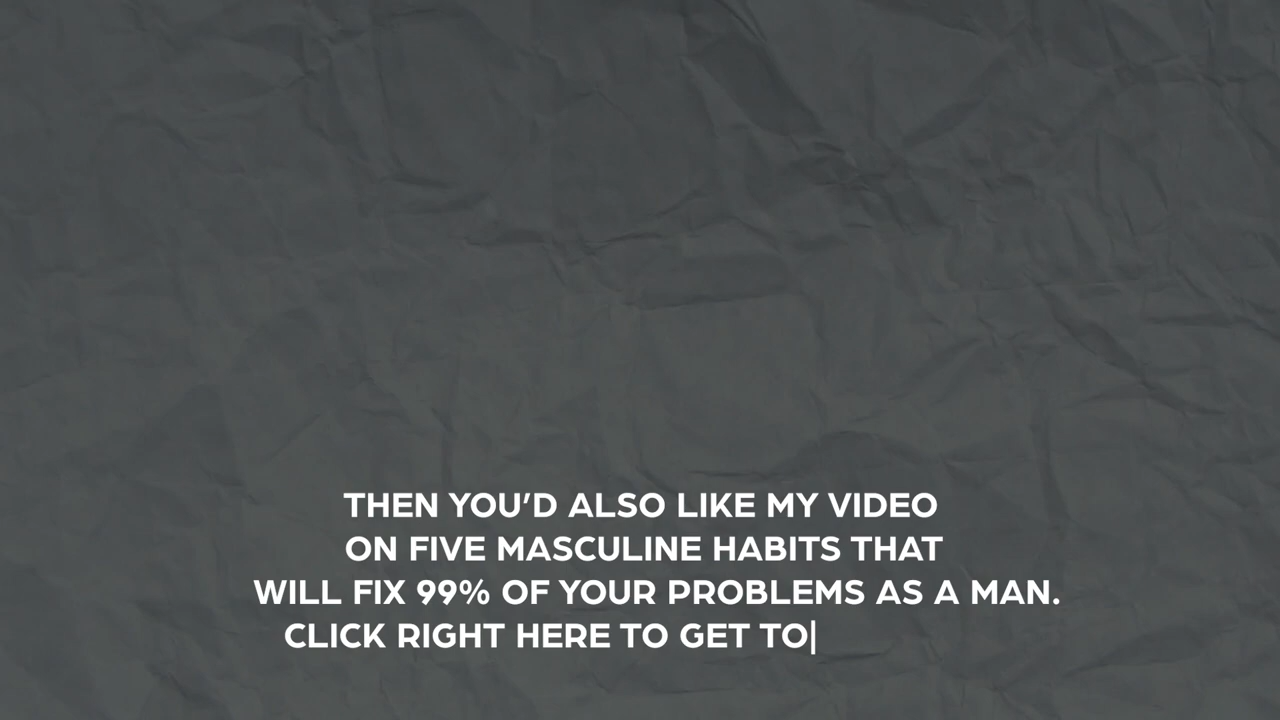 THEN YOU'D ALSO LIKE MY VIDEO
ON FIVE MASCULINE HABITS THAT
WILL FIX 99% OF YOUR PROBLEMS AS A MAN.
CLICK RIGHT HERE TO GET TO|